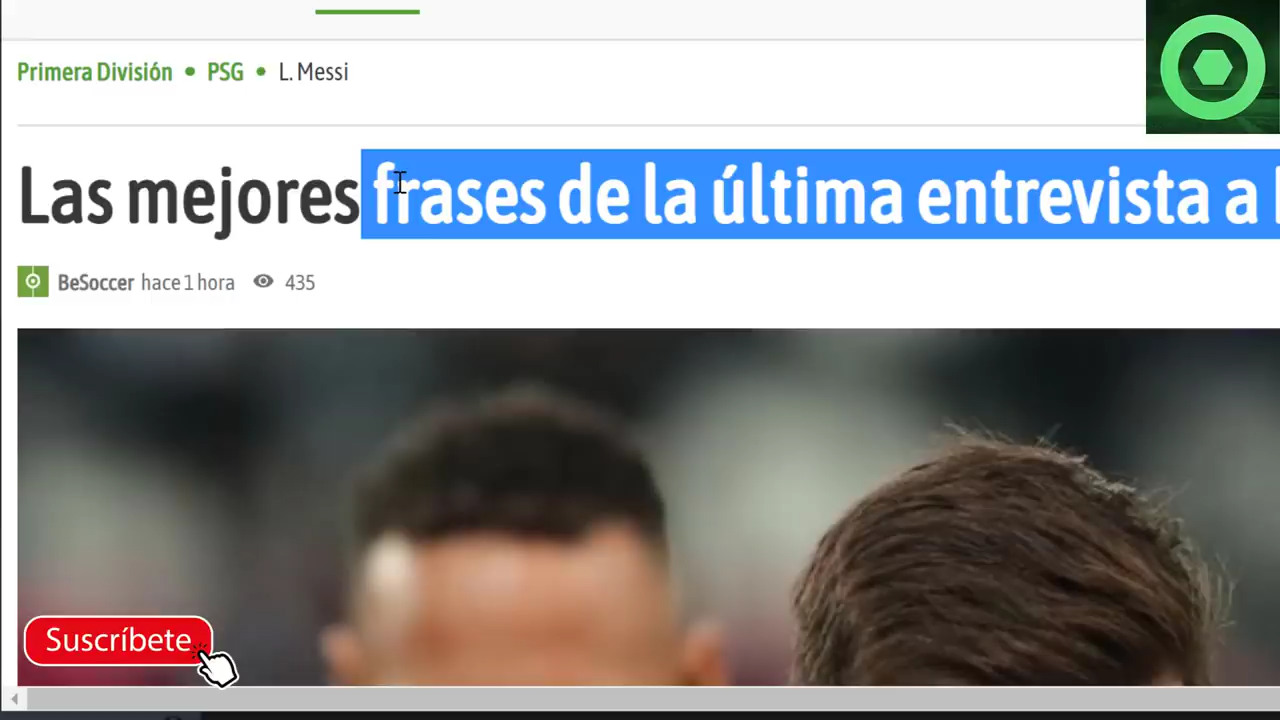 Primera División • PSG • L. Messi
Las mejores frases de la última entrevista a
BeSoccer hace 1 hora 435
Suscríbete